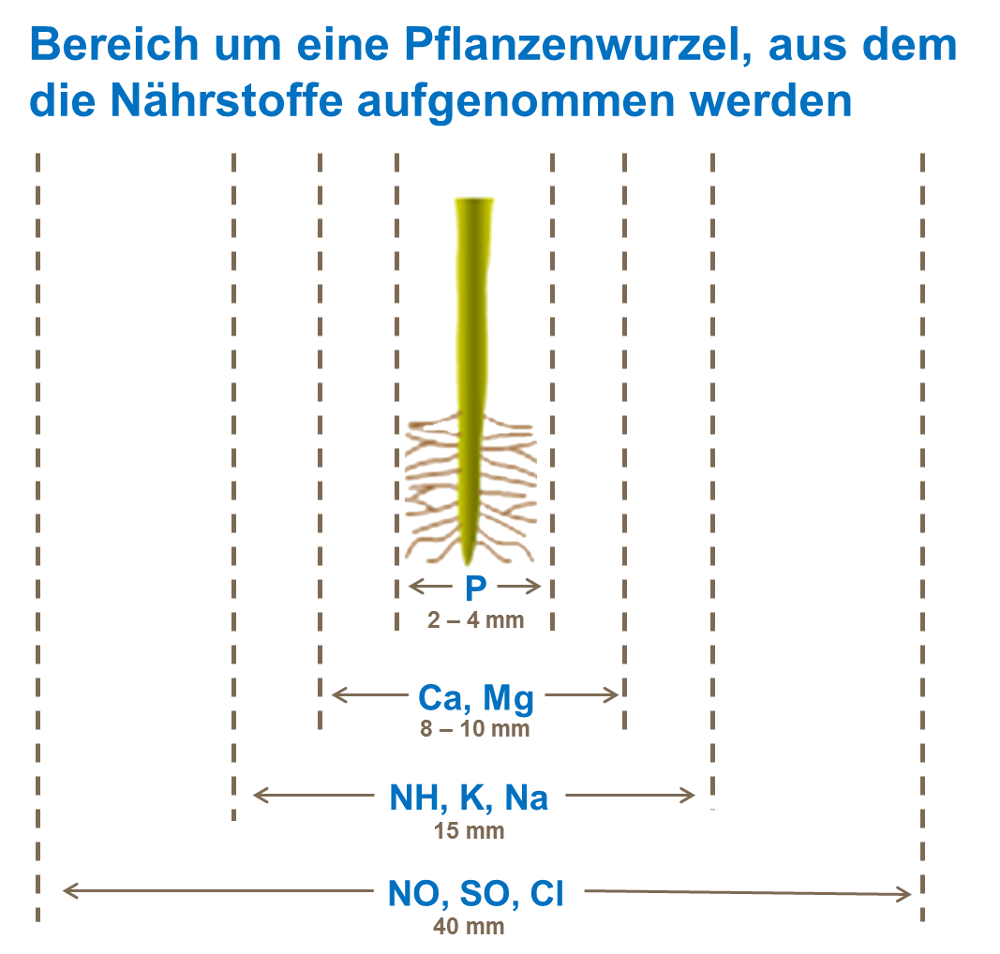 Bereich um eine Pflanzenwurzel, aus dem
die Nährstoffe aufgenommen werden
P
2 – 4 mm
Ca, Mg
8 – 10 mm
NH, K, Na
15 mm
NO, SO, Cl
40 mm